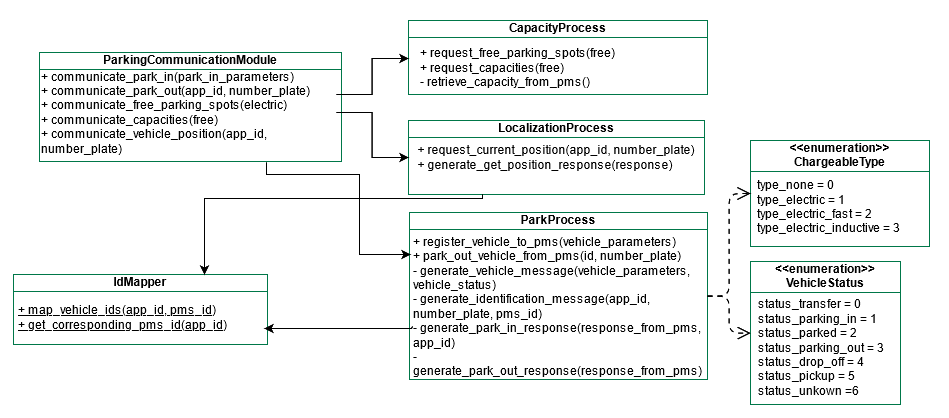 ParkingCommunicationModule
+ communicate_park_in(park_in_parameters)
+ communicate_park_out(app_id, number_plate)
+ communicate_free_parking_spots(electric)
+ communicate_capacities(free)
+ communicate_vehicle_position(app_id,
number_plate)
CapacityProcess
+ request_free_parking_spots(free)
+ request_capacities(free)
- retrieve_capacity_from_pms()
LocalizationProcess
+ request_current_position(app_id, number_plate)
+ generate_get_position_response(response)
ParkProcess
+ register_vehicle_to_pms(vehicle_parameters)
+ park_out_vehicle_from_pms(id, number_plate)
- generate_vehicle_message(vehicle_parameters,
vehicle_status)
- generate_identification_message(app_id,
number_plate, pms_id)
- generate_park_in_response(response_from_pms,
app_id)
-
generate_park_out_response(response_from_pms)
IdMapper
+ map_vehicle_ids(app_id, pms_id)
+ get_corresponding_pms_id(app_id)
<<enumeration>>
ChargeableType
type_none = 0
type_electric = 1
type_electric_fast = 2
type_electric_inductive = 3
<<enumeration>>
VehicleStatus
status_transfer = 0
status_parking_in = 1
status_parked = 2
status_parking_out = 3
status_drop_off = 4
status_pickup = 5
status_unkown =6